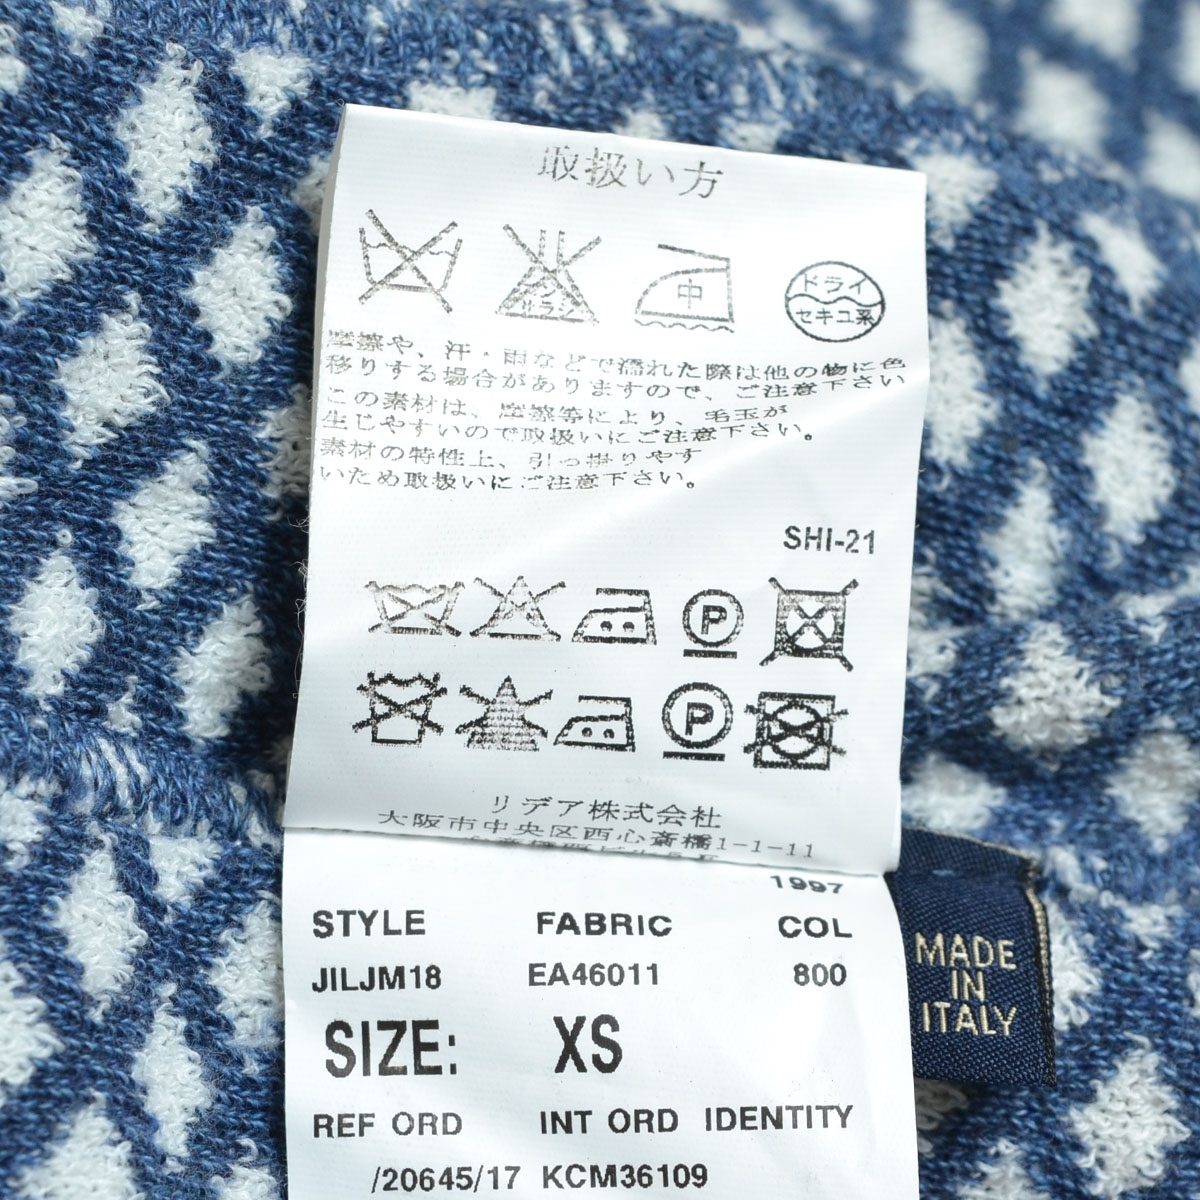 取扱い方
エンソ
サラシ
中
ドライ
セキユ系
摩擦や、汗・雨などで濡れた際は他の物に色
移りする場合がありますので、ご注意下さい
この素材は、摩擦等により、毛玉が
生じやすいので取扱いにご注意下さい。
素材の特性上、引っ掛りやす
いため取扱いにご注意下さい。
SHI-21
P
P
リデア株式会社
大阪市中央区西心斎橋1-1-11
1997
STYLE FABRIC COL
JILJM18 EA46011 800
SIZE: XS
REF ORD INT ORD IDENTITY
/20645/17 KCM36109
MADE
IN
ITALY